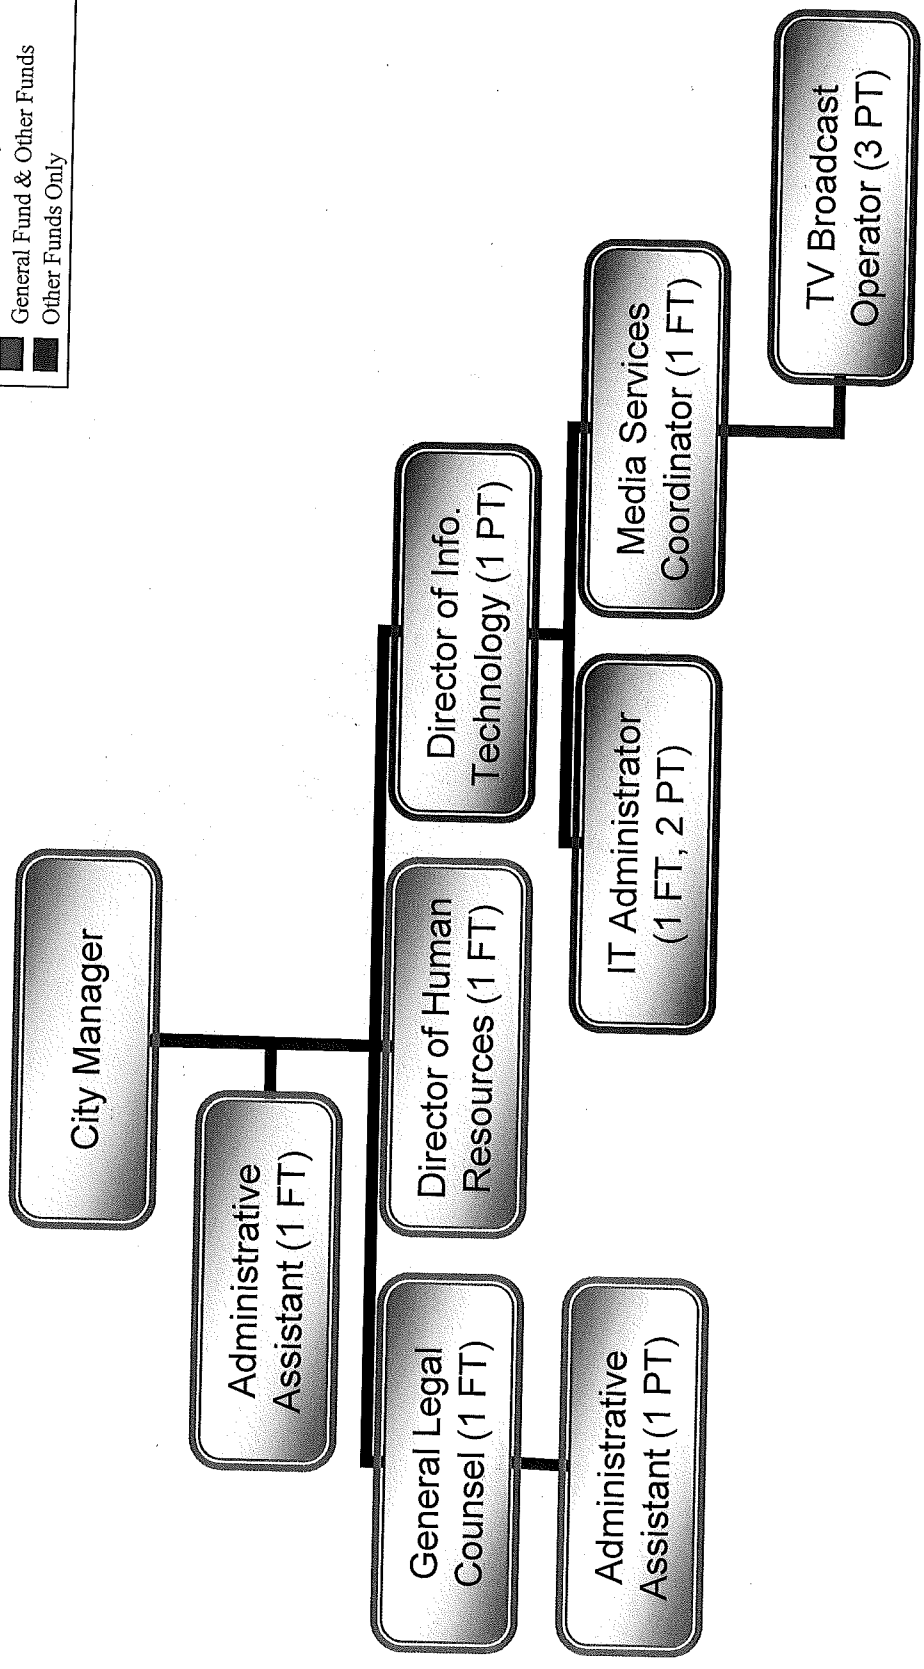 General Fund & Other Funds
Other Funds Only
City Manager
Administrative
Assistant (1 FT)
General Legal
Counsel (1 FT)
Director of Human
Resources (1 FT)
Director of Info.
Technology (1 PT)
Administrative
Assistant (1 PT)
IT Administrator
(1 FT, 2 PT)
Media Services
Coordinator (1 FT)
TV Broadcast
Operator (3 PT)